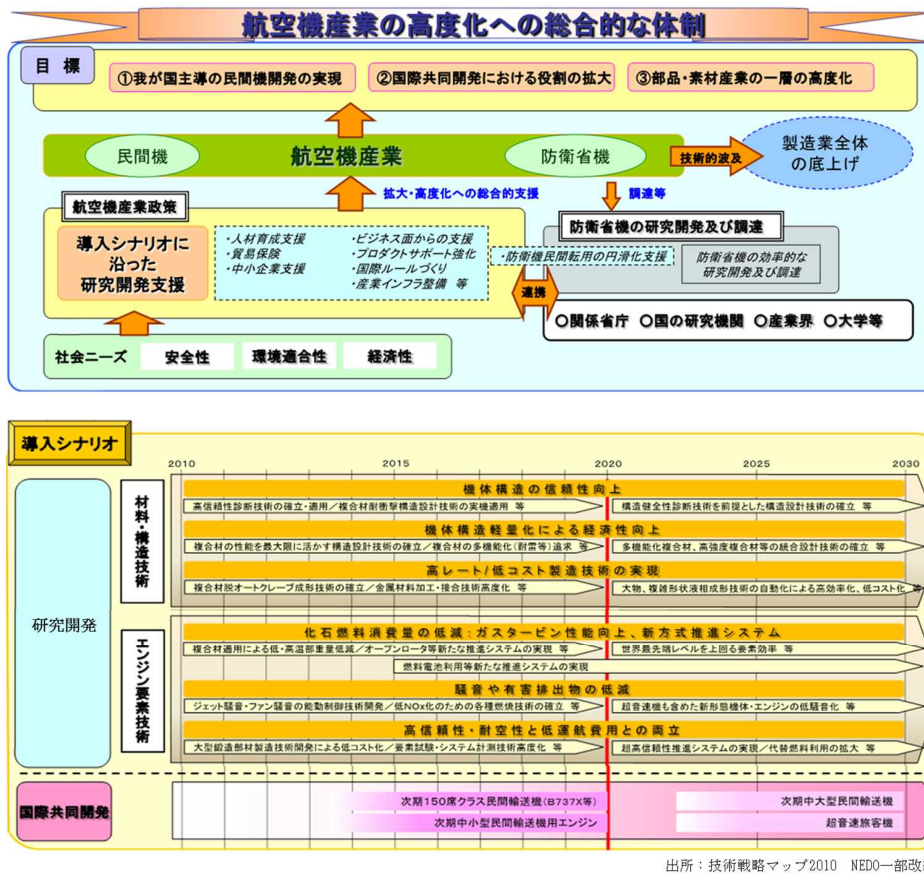 航空機産業の高度化への総合的な体制
目 標
①我が国主導の民間機開発の実現
②国際共同開発における役割の拡大
③部品・素材産業の一層の高度化
民間機
航空機産業
防衛省機
技術的波及
製造業全体
の底上げ
拡大・高度化への総合的支援
調達等
航空機産業政策
導入シナリオに
沿った
研究開発支援
・人材育成支援
・貿易保険
・中小企業支援
・ビジネス面からの支援
・プロダクトサポート強化
・国際ルールづくり
・産業インフラ整備 等
防衛省機の研究開発及び調達
・防衛機民間転用の円滑化支援
防衛省機の効率的な
研究開発及び調達
連携
○関係省庁 ○国の研究機関 ○産業界 ○大学等
社会ニーズ
安全性
環境適合性
経済性
導入シナリオ
2010 2015 2020 2025 2030
研究開発
材料・構造技術
機体構造の信頼性向上
高信頼性診断技術の確立・適用／複合材耐衝撃構造設計技術の実機適用 等
構造健全性診断技術を前提とした構造設計技術の確立 等
機体構造軽量化による経済性向上
複合材の性能を最大限に活かす構造設計技術の確立／複合材の多機能化(耐雷等)追求 等
多機能化複合材、高強度複合材等の統合設計技術の確立 等
高レート/低コスト製造技術の実現
複合材脱オートクレーブ成形技術の確立／金属材料加工・接合技術高度化 等
大物、複雑形状液相成形技術の自動化による高効率化、低コスト化 等
エンジン要素技術
化石燃料消費量の低減:ガスタービン性能向上、新方式推進システム
複合材適用による低・高温部重量低減／オープンロータ等新たな推進システムの実現 等
世界最先端レベルを上回る要素効率 等
燃料電池利用等新たな推進システムの実現
騒音や有害排出物の低減
ジェット騒音・ファン騒音の能動制御技術開発／低NOx化のための各種燃焼技術の確立 等
超音速機も含めた新形態機体・エンジンの低騒音化 等
高信頼性・耐空性と低運航費用との両立
大型鍛造部材製造技術開発による低コスト化／要素試験・システム計測技術高度化 等
超高信頼性推進システムの実現／代替燃料利用の拡大 等
国際共同開発
次期150席クラス民間輸送機(B737X等)
次期中大型民間輸送機
次期中小型民間輸送機用エンジン
超音速旅客機
出所：技術戦略マップ2010 NEDO一部改